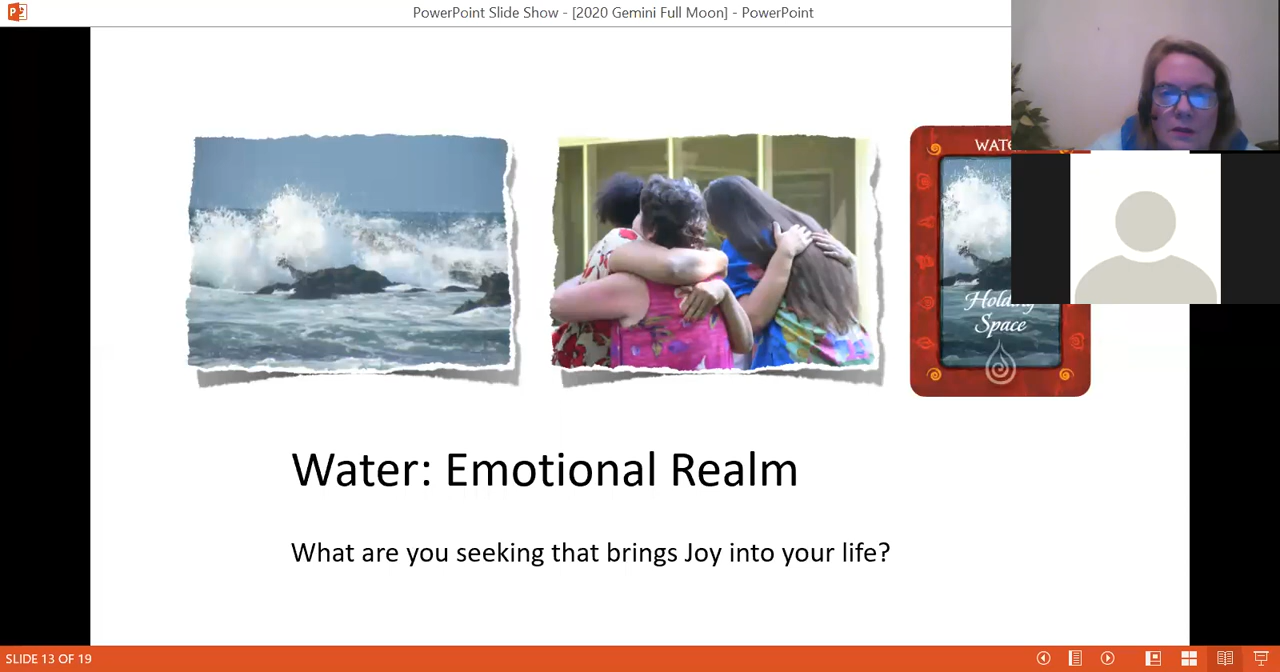 PowerPoint Slide Show - [2020 Gemini Full Moon] - PowerPoint
Holding
Space
Water: Emotional Realm
What are you seeking that brings Joy into your life?
SLIDE 13 OF 19